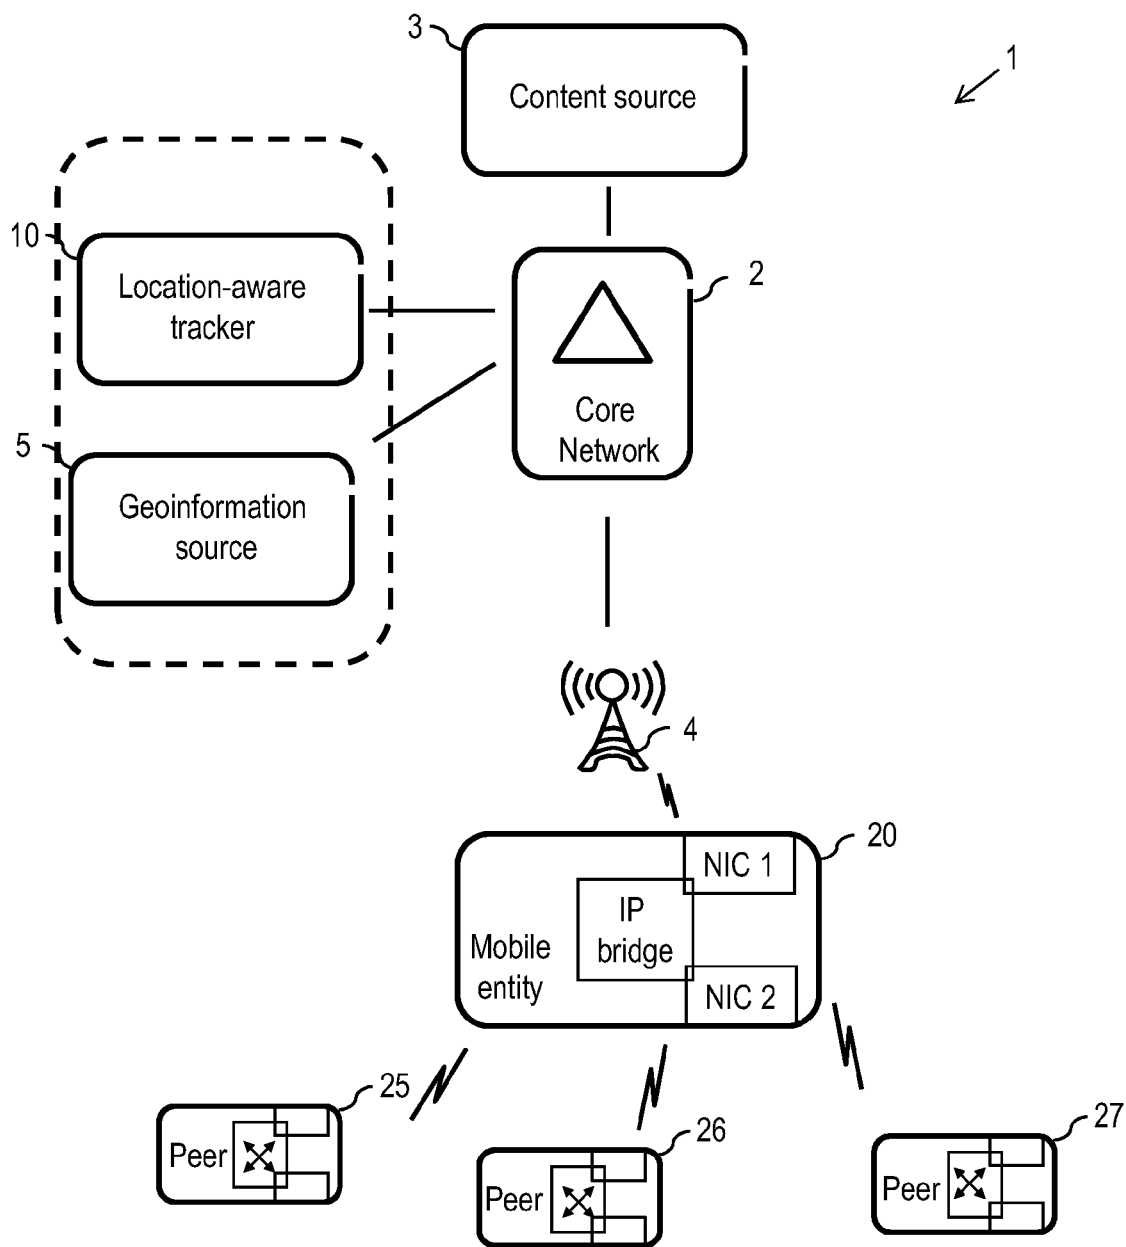 3
Content source
1
10
Location-aware
tracker
2
Core
Network
5
Geoinformation
source
4
20
NIC 1
IP
bridge
Mobile
entity
NIC 2
25
Peer
26
Peer
27
Peer